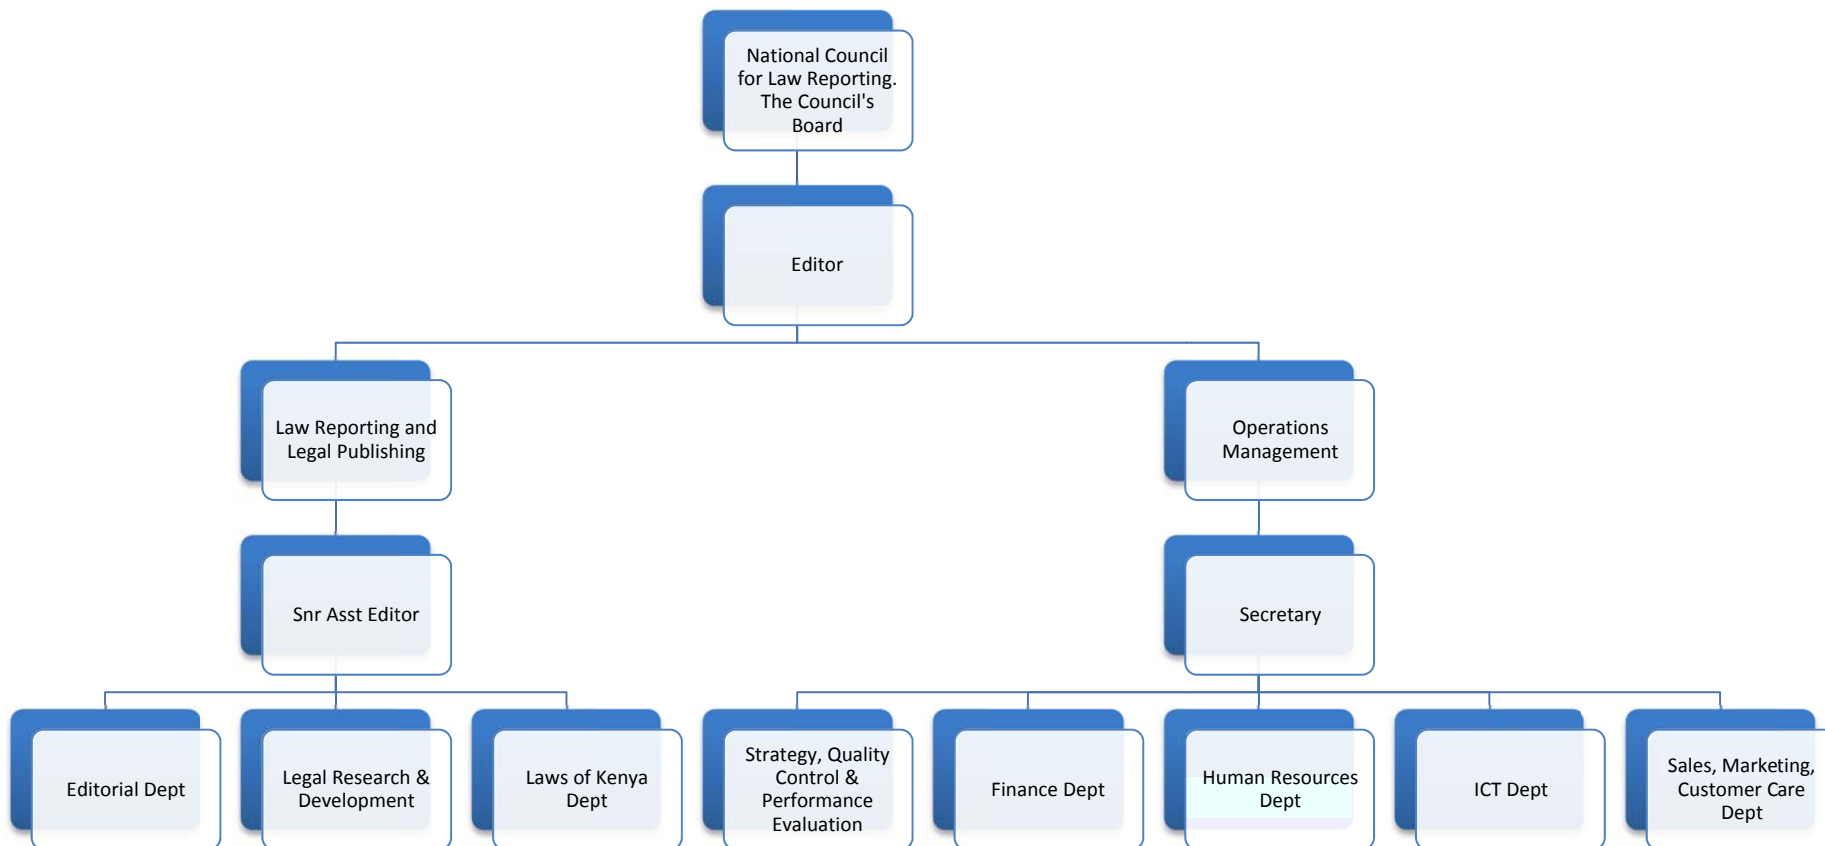 National Council
for Law Reporting.
The Council's
Board
Editor
Law Reporting and
Legal Publishing
Operations
Management
Snr Asst Editor
Secretary
Editorial Dept
Legal Research &
Development
Laws of Kenya
Dept
Strategy, Quality
Control &
Performance
Evaluation
Finance Dept
Human Resources
Dept
ICT Dept
Sales, Marketing,
Customer Care
Dept